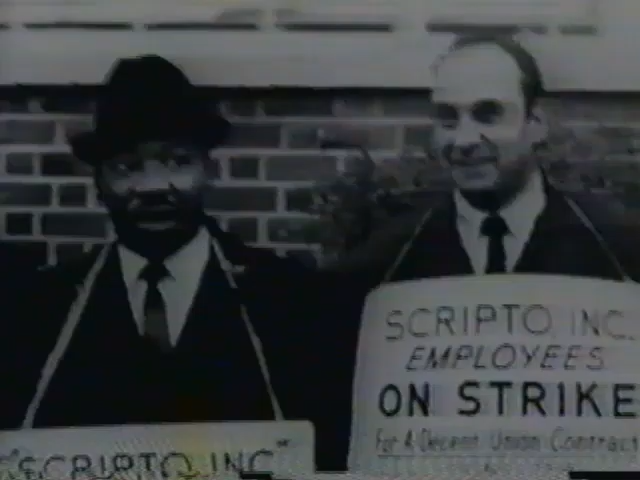 "SCRIPTO, INC"
SCRIPTO, INC.
EMPLOYEES
ON STRIKE
For A Decent Union Contract